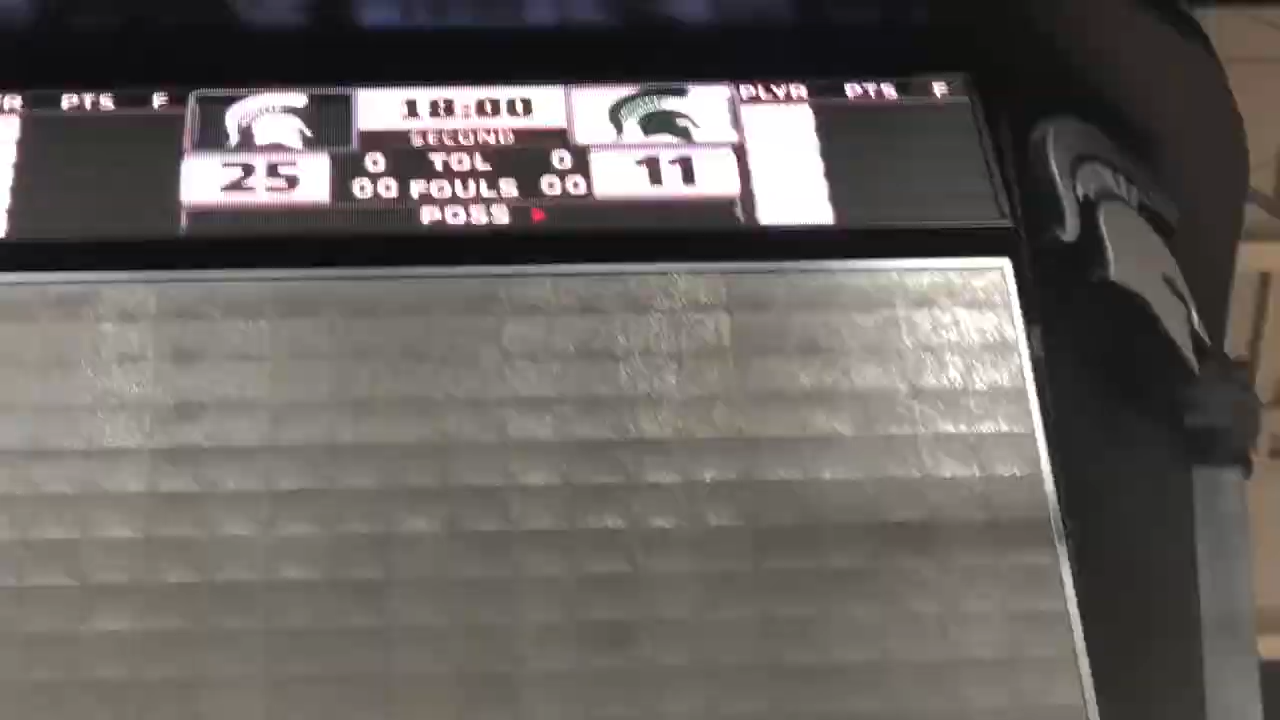 PTS F 18:00 PLYR PTS F
SECOND
25 0 TOL 0 11
00 FOULS 00
POSS